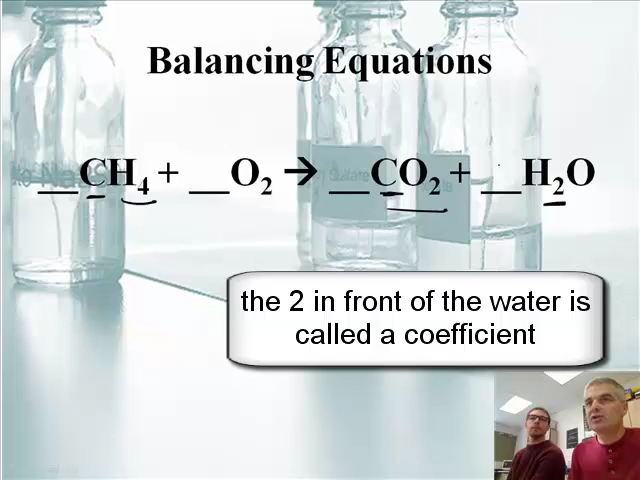 Balancing Equations
__CH4 + __O2 → __CO2 + __H2O
the 2 in front of the water is
called a coefficient